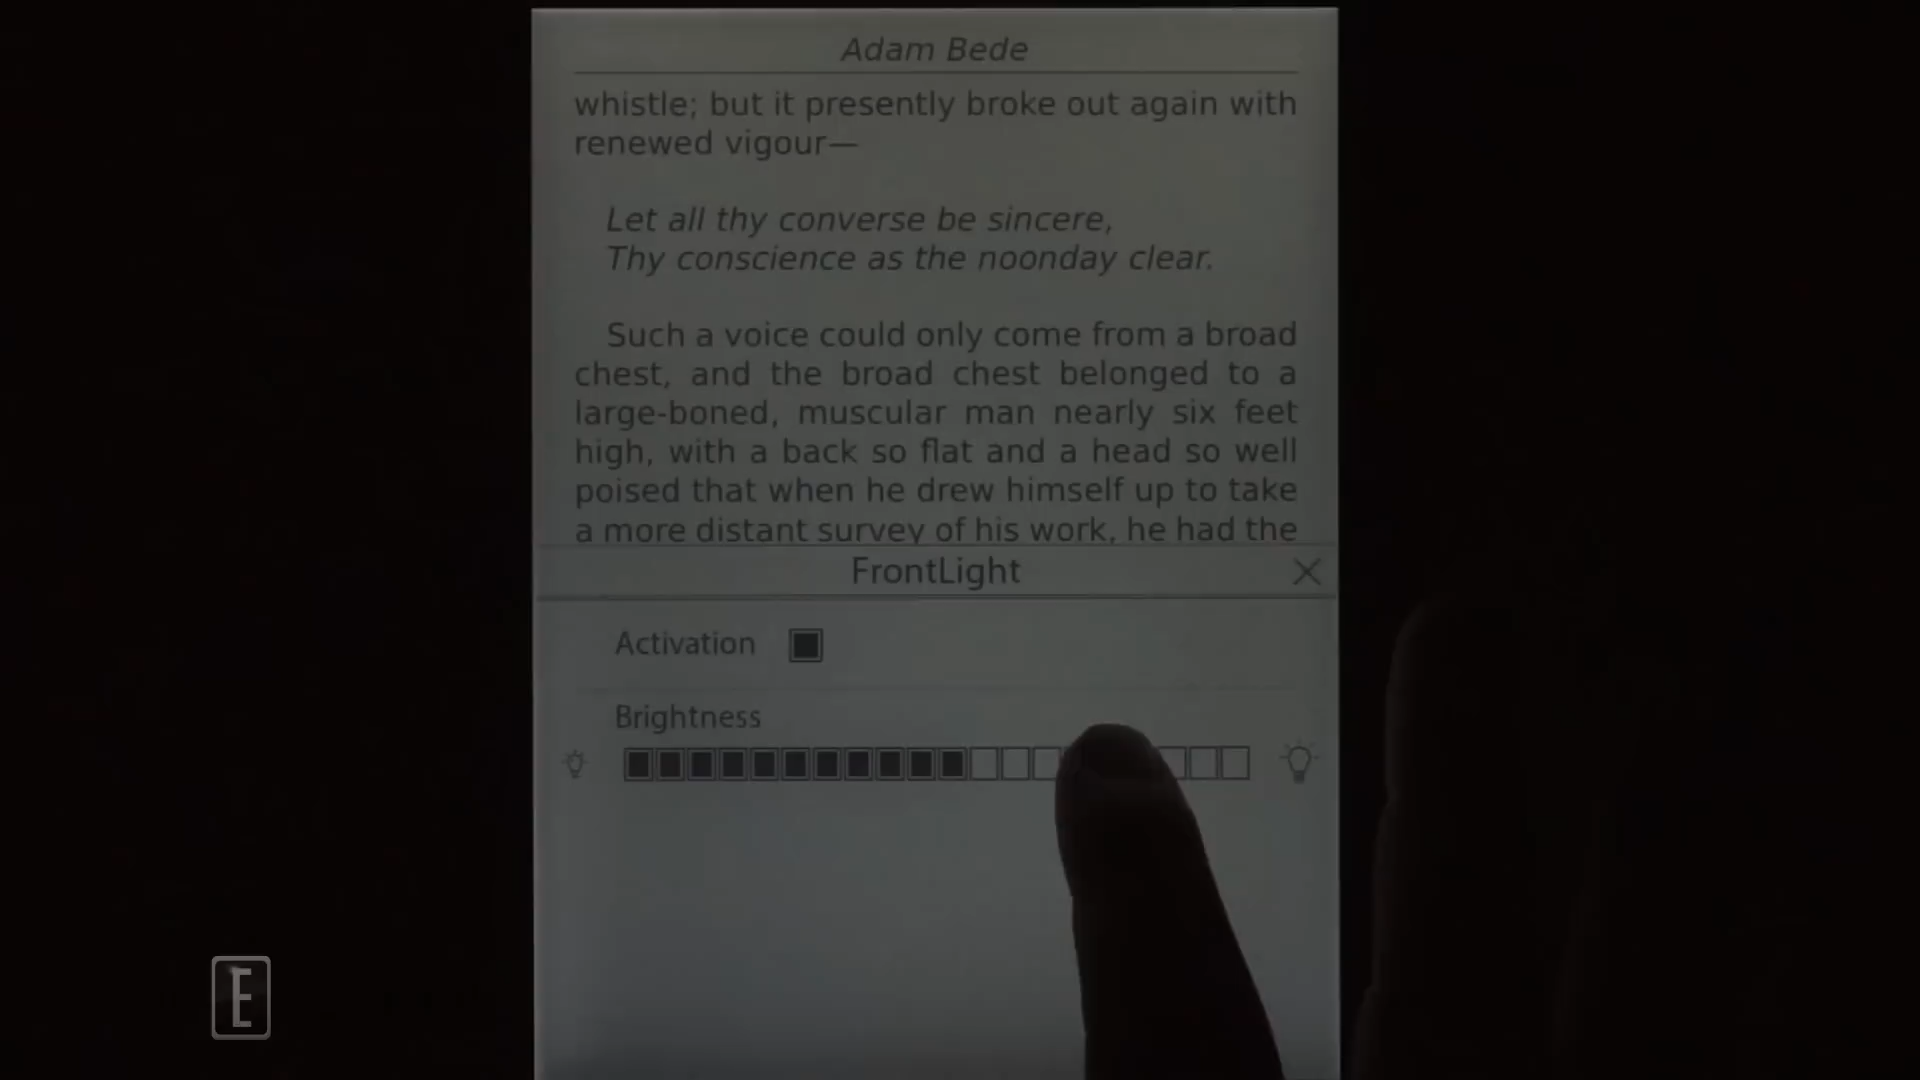 Adam Bede
whistle; but it presently broke out again with
renewed vigour—
Let all thy converse be sincere,
Thy conscience as the noonday clear.
Such a voice could only come from a broad
chest, and the broad chest belonged to a
large-boned, muscular man nearly six feet
high, with a back so flat and a head so well
poised that when he drew himself up to take
a more distant survey of his work, he had the
FrontLight
Activation
Brightness
E